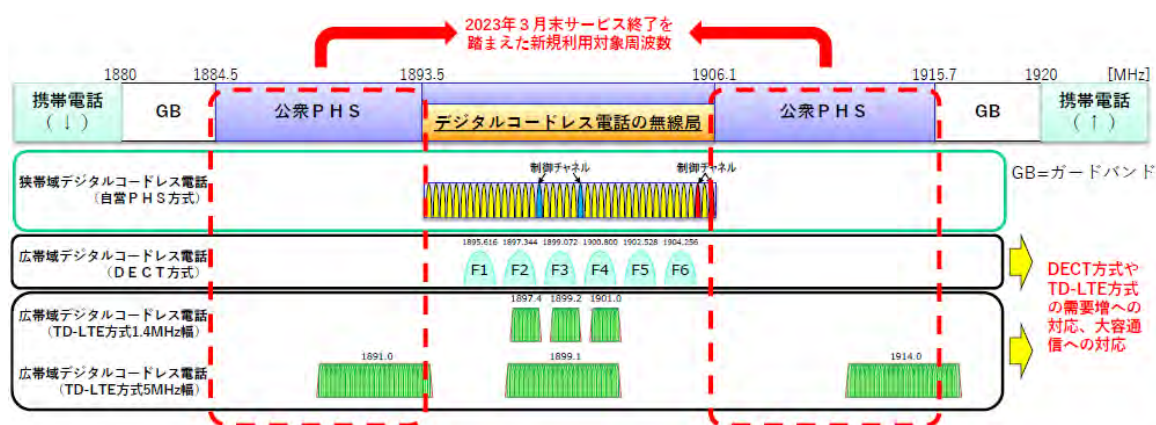 2023年３月末サービス終了を
踏まえた新規利用対象周波数
1880
1884.5
1893.5
1906.1
1915.7
1920
[MHz]
携帯電話
（↓）
GB
公衆ＰＨＳ
デジタルコードレス電話の無線局
公衆ＰＨＳ
GB
携帯電話
（↑）
狭帯域デジタルコードレス電話
（自営PHS方式）
制御チャネル
制御チャネル
GB=ガードバンド
広帯域デジタルコードレス電話
（ＤＥＣＴ方式）
1895.616 1897.344 1899.072 1900.800 1902.528 1904.256
F1 F2 F3 F4 F5 F6
広帯域デジタルコードレス電話
（TD-LTE方式1.4MHz幅）
1897.4 1899.2 1901.0
広帯域デジタルコードレス電話
（TD-LTE方式5MHz幅）
1891.0
1899.1
1914.0
DECT方式や
TD-LTE方式
の需要増への
対応、大容通
信への対応